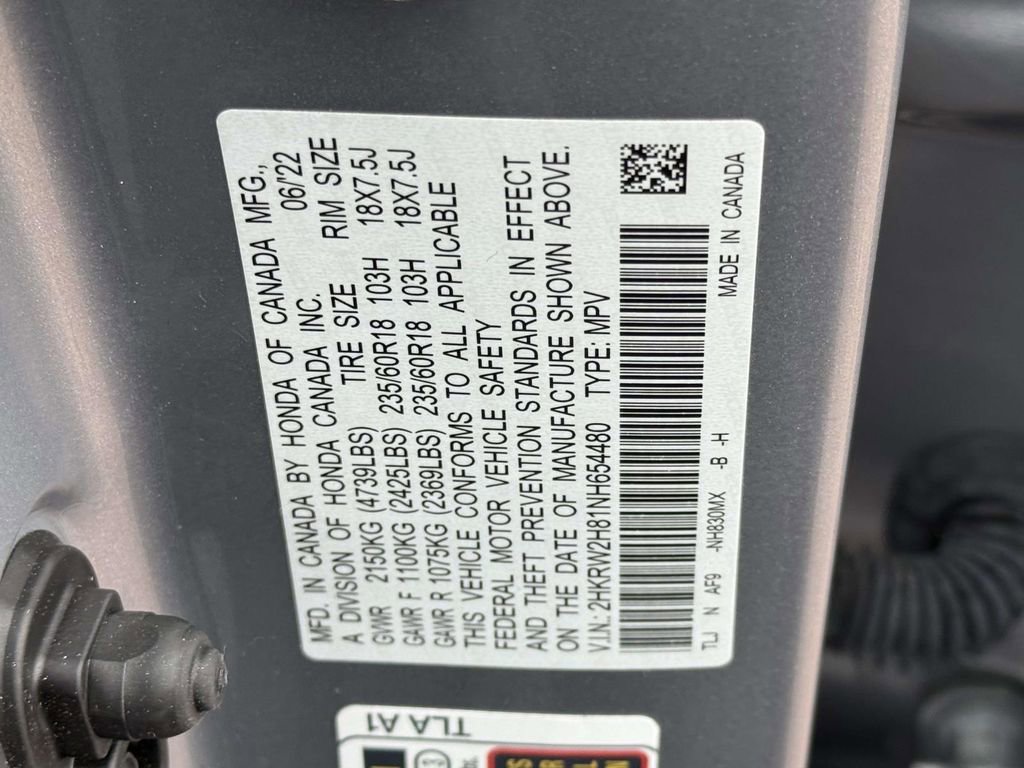 MFD. IN CANADA BY HONDA OF CANADA MFG.,
A DIVISION OF HONDA CANADA INC. 06/'22
TIRE SIZE RIM SIZE
GVWR 2150KG (4739LBS)
GAWR F 1100KG (2425LBS) 235/60R18 103H 18X7.5J
GAWR R 1075KG (2369LBS) 235/60R18 103H 18X7.5J
THIS VEHICLE CONFORMS TO ALL APPLICABLE
FEDERAL MOTOR VEHICLE SAFETY
AND THEFT PREVENTION STANDARDS IN EFFECT
ON THE DATE OF MANUFACTURE SHOWN ABOVE.
V.I.N.: 2HKRW2H81NH654480 TYPE: MPV
TLJ N AF9 -NH830MX -B -H
MADE IN CANADA
TLA A1